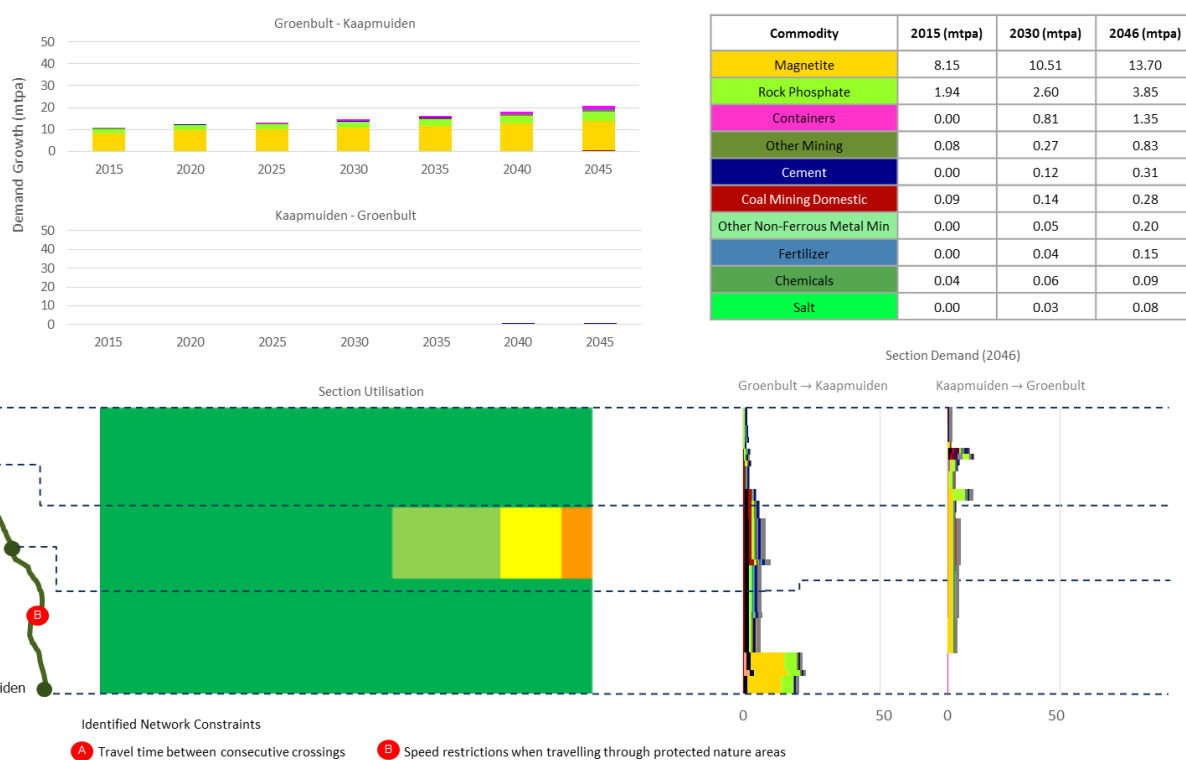 Groenbult - Kaapmuiden
Demand Growth (mtpa)
50
40
30
20
10
0
2015 2020 2025 2030 2035 2040 2045
Kaapmuiden - Groenbult
50
40
30
20
10
0
2015 2020 2025 2030 2035 2040 2045
Commodity 2015 (mtpa) 2030 (mtpa) 2046 (mtpa)
Magnetite 8.15 10.51 13.70
Rock Phosphate 1.94 2.60 3.85
Containers 0.00 0.81 1.35
Other Mining 0.08 0.27 0.83
Cement 0.00 0.12 0.31
Coal Mining Domestic 0.09 0.14 0.28
Other Non-Ferrous Metal Min 0.00 0.05 0.20
Fertilizer 0.00 0.04 0.15
Chemicals 0.04 0.06 0.09
Salt 0.00 0.03 0.08
Section Demand (2046)
Section Utilisation
Groenbult → Kaapmuiden Kaapmuiden → Groenbult
B
iden
0 50 0 50
Identified Network Constraints
A Travel time between consecutive crossings B Speed restrictions when travelling through protected nature areas